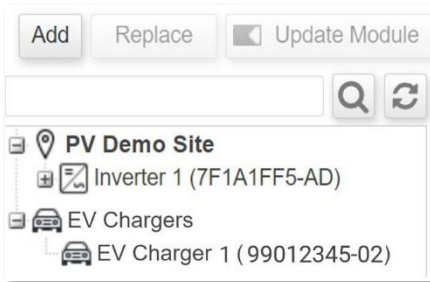 Add Replace Update Module
PV Demo Site
Inverter 1 (7F1A1FF5-AD)
EV Chargers
EV Charger 1 (99012345-02)